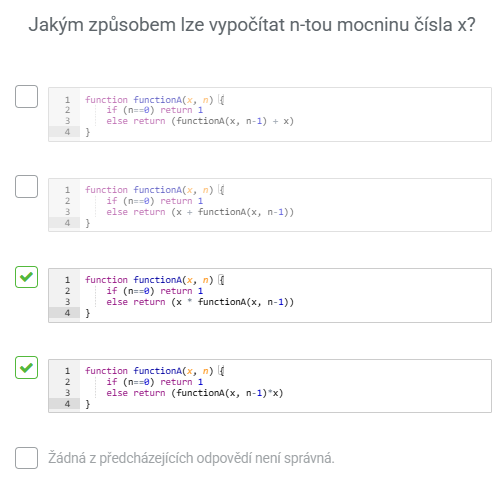 Jakým způsobem lze vypočítat n-tou mocninu čísla x?
1 function functionA(x, n) {
2 if (n==0) return 1
3 else return (functionA(x, n-1) + x)
4 }
1 function functionA(x, n) {
2 if (n==0) return 1
3 else return (x + functionA(x, n-1))
4 }
1 function functionA(x, n) {
2 if (n==0) return 1
3 else return (x * functionA(x, n-1))
4 }
1 function functionA(x, n) {
2 if (n==0) return 1
3 else return (functionA(x, n-1)*x)
4 }
Žádná z předcházejících odpovědí není správná.